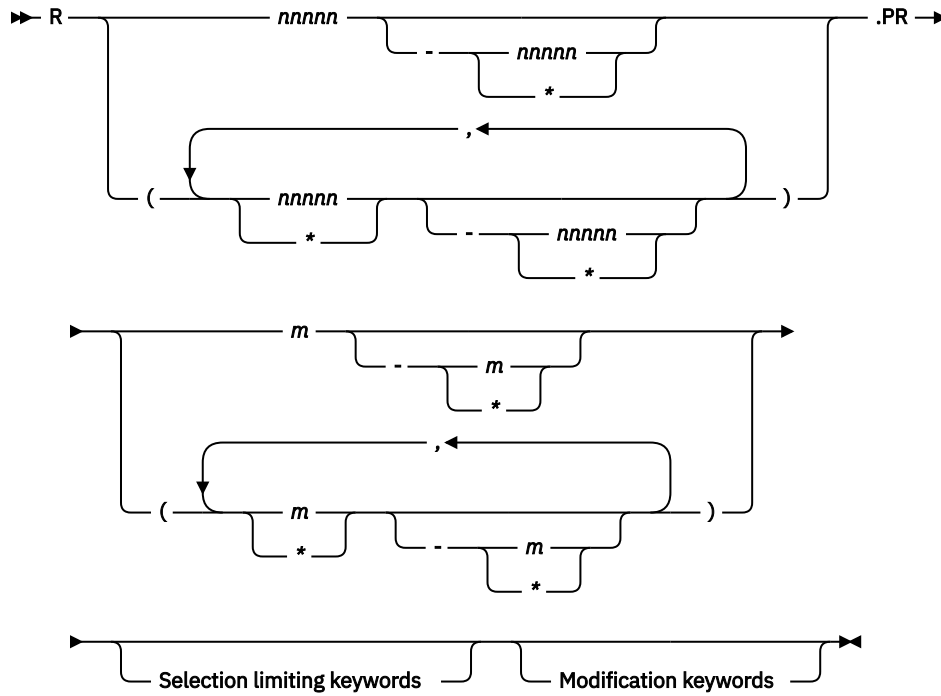 R nnnnn .PR
- nnnnn
*
,
( nnnnn )
* - nnnnn
*
m
- m
*
,
( m )
* - m
*
Selection limiting keywords Modification keywords